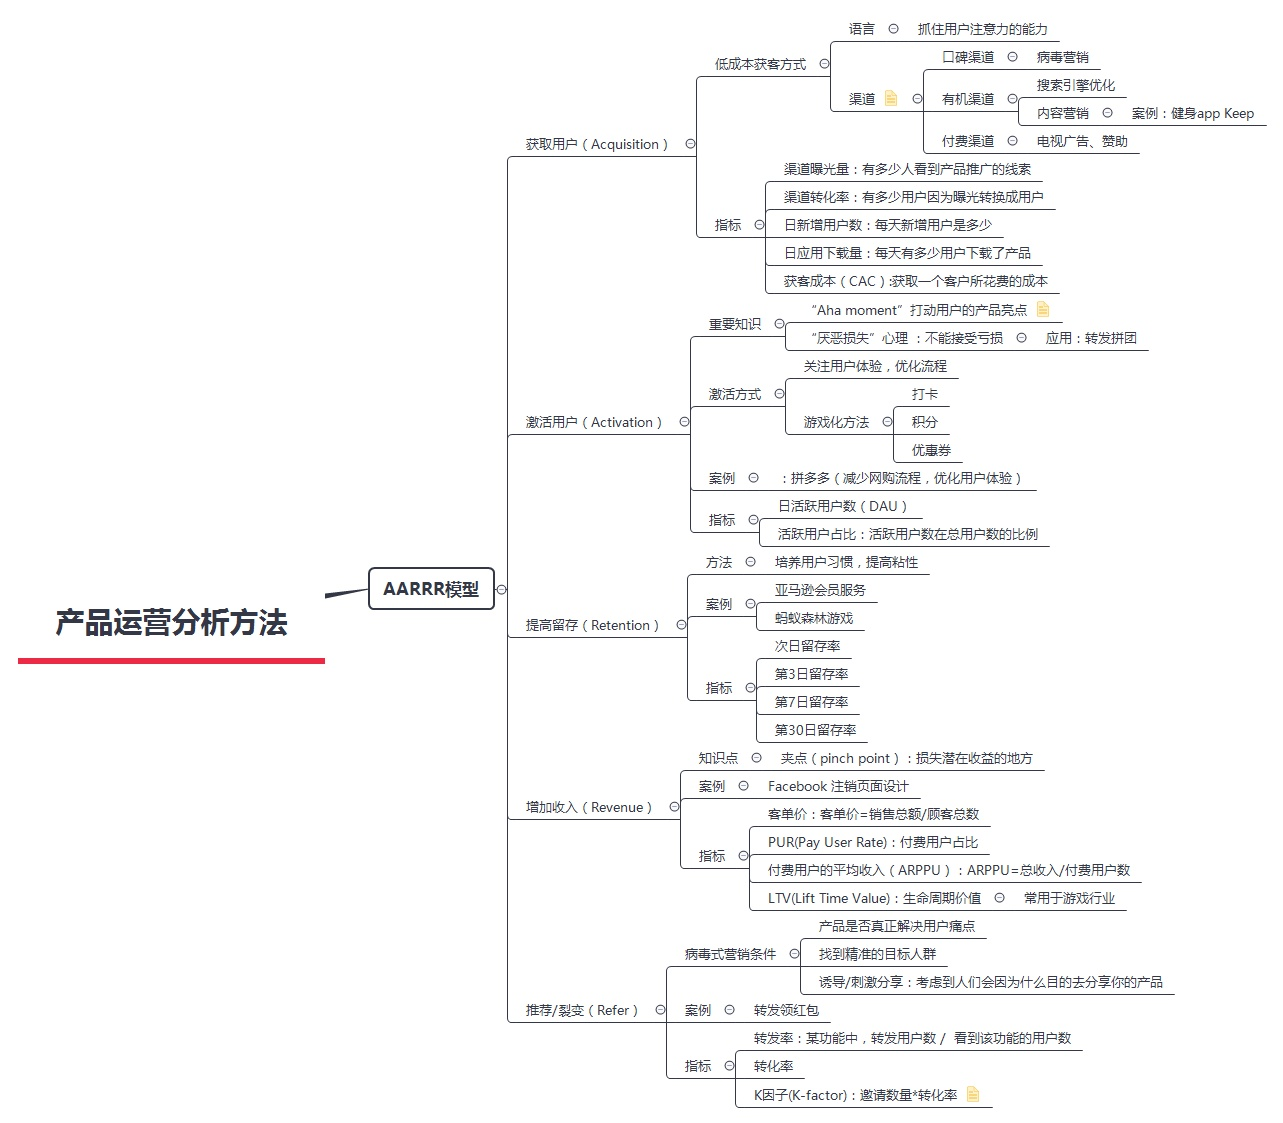 产品运营分析方法
AARRR模型
获取用户（Acquisition）
低成本获客方式
语言
抓住用户注意力的能力
渠道
口碑渠道
病毒营销
有机渠道
搜索引擎优化
内容营销
案例：健身app Keep
付费渠道
电视广告、赞助
指标
渠道曝光量：有多少人看到产品推广的线索
渠道转化率：有多少用户因为曝光转换成用户
日新增用户数：每天新增用户是多少
日应用下载量：每天有多少用户下载了产品
获客成本（CAC）:获取一个客户所花费的成本
激活用户（Activation）
重要知识
“Aha moment”打动用户的产品亮点
“厌恶损失”心理 ：不能接受亏损
应用：转发拼团
激活方式
关注用户体验，优化流程
游戏化方法
打卡
积分
优惠券
案例
：拼多多（减少网购流程，优化用户体验）
指标
日活跃用户数（DAU）
活跃用户占比：活跃用户数在总用户数的比例
提高留存（Retention）
方法
培养用户习惯，提高粘性
案例
亚马逊会员服务
蚂蚁森林游戏
指标
次日留存率
第3日留存率
第7日留存率
第30日留存率
增加收入（Revenue）
知识点
夹点（pinch point）：损失潜在收益的地方
案例
Facebook 注销页面设计
指标
客单价：客单价=销售总额/顾客总数
PUR(Pay User Rate)：付费用户占比
付费用户的平均收入（ARPPU）：ARPPU=总收入/付费用户数
LTV(Lift Time Value)：生命周期价值
常用于游戏行业
推荐/裂变（Refer）
病毒式营销条件
产品是否真正解决用户痛点
找到精准的目标人群
诱导/刺激分享：考虑到人们会因为什么目的去分享你的产品
案例
转发领红包
指标
转发率：某功能中，转发用户数 / 看到该功能的用户数
转化率
K因子(K-factor)：邀请数量*转化率